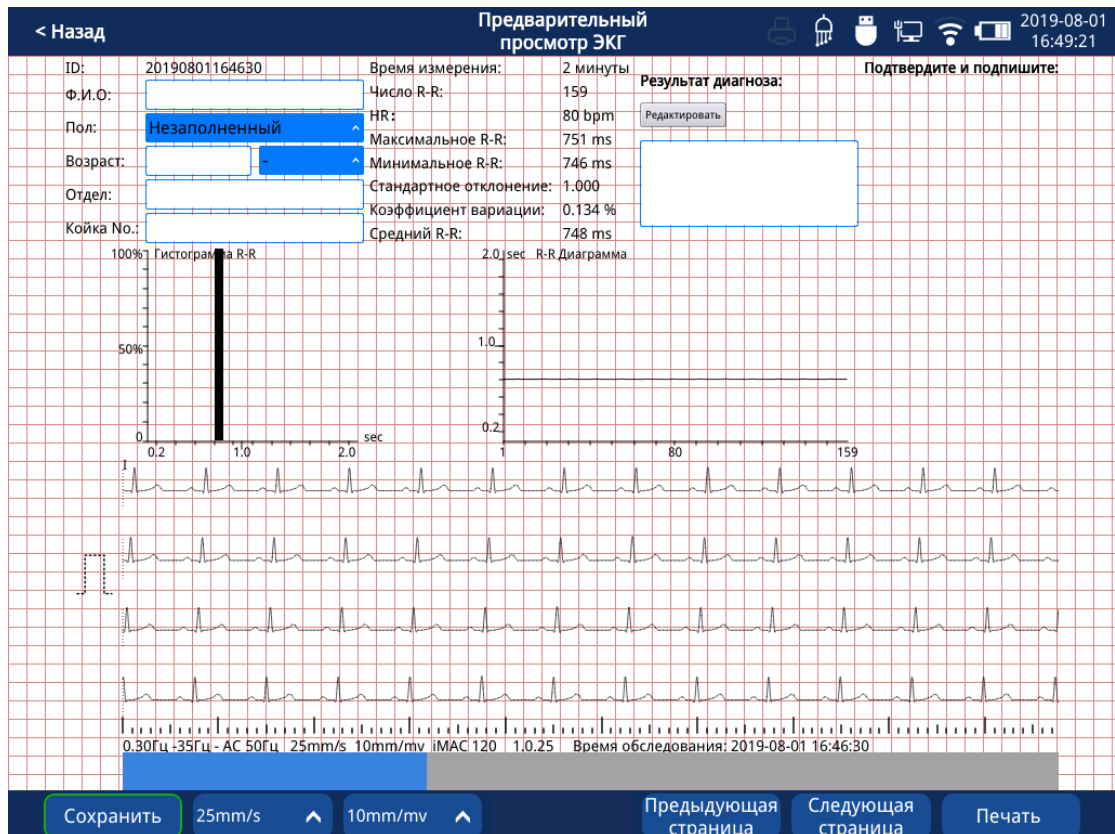 < Назад
Предварительный
просмотр ЭКГ
2019-08-01
16:49:21
ID: 20190801164630
Ф.И.О:
Пол: Незаполненный
Возраст: -
Отдел:
Койка No.:
Время измерения: 2 минуты
Число R-R: 159
HR: 80 bpm
Максимальное R-R: 751 ms
Минимальное R-R: 746 ms
Стандартное отклонение: 1.000
Коэффициент вариации: 0.134 %
Средний R-R: 748 ms
Результат диагноза:
Редактировать
Подтвердите и подпишите:
100% Гистограмма R-R
50%
0
0.2 1.0 2.0 sec
2.0 sec R-R Диаграмма
1.0
0.2
1 80 159
I
0.30Гц -35Гц - AC 50Гц 25mm/s 10mm/mv iMAC 120 1.0.25 Время обследования: 2019-08-01 16:46:30
Сохранить
25mm/s
10mm/mv
Предыдующая
страница
Следующая
страница
Печать